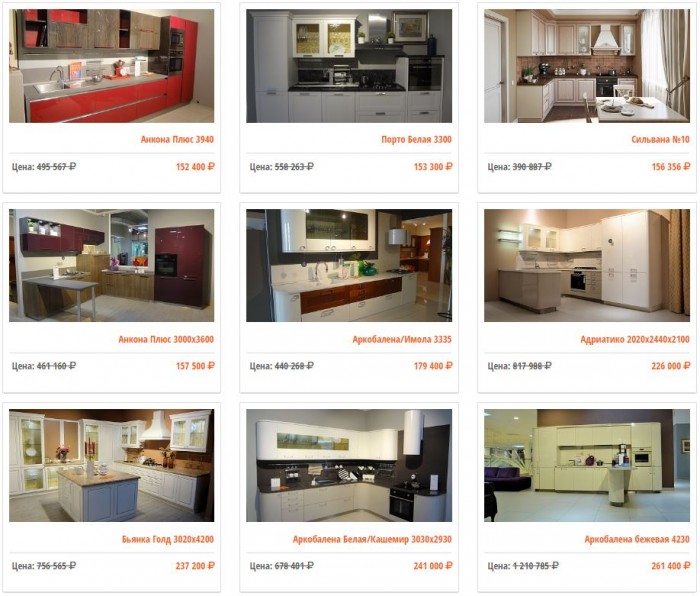 Анкона Плюс 3940
Цена: 495 567 ₽ 152 400 ₽
Порто Белая 3300
Цена: 558 263 ₽ 153 300 ₽
Сильвана №10
Цена: 390 887 ₽ 156 356 ₽
Анкона Плюс 3000х3600
Цена: 461 160 ₽ 157 500 ₽
Аркобалена/Имола 3335
Цена: 440 268 ₽ 179 400 ₽
Адриатико 2020х2440х2100
Цена: 817 988 ₽ 226 000 ₽
Бьянка Голд 3020х4200
Цена: 756 565 ₽ 237 200 ₽
Аркобалена Белая/Кашемир 3030х2930
Цена: 678 401 ₽ 241 000 ₽
Аркобалена бежевая 4230
Цена: 1 210 785 ₽ 261 400 ₽